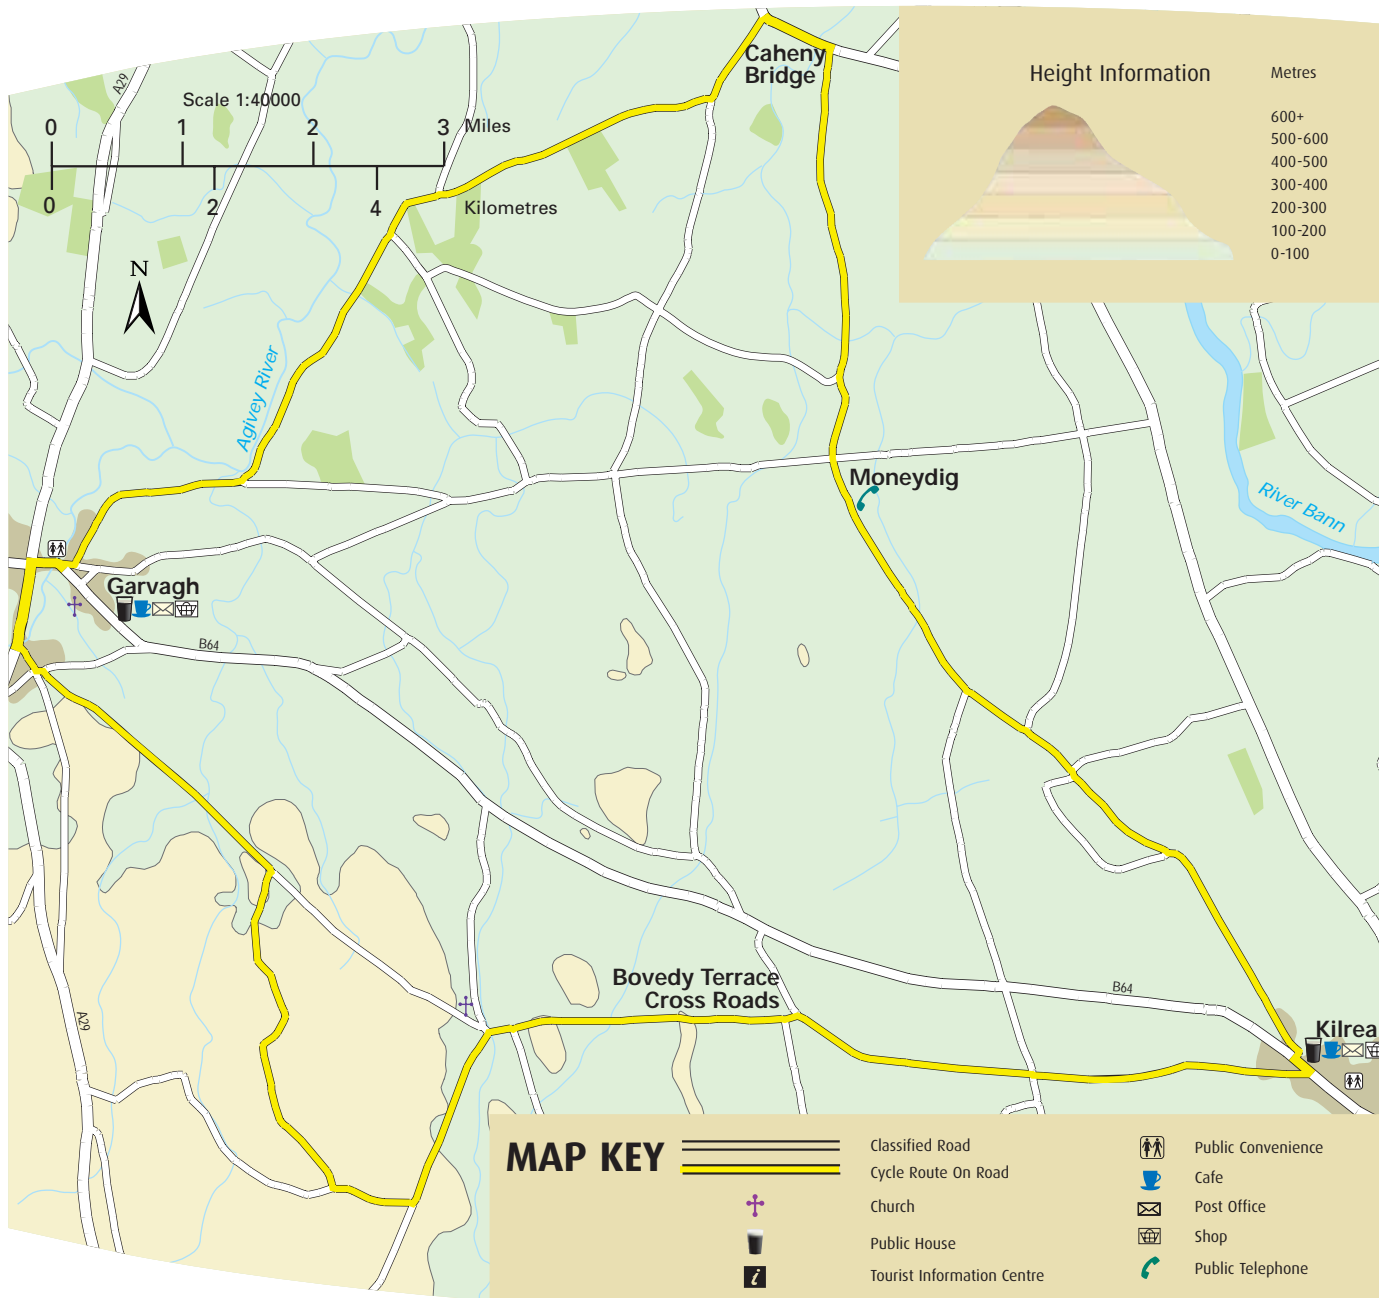 Caheny
Bridge
Height Information
Metres
600+
500-600
400-500
300-400
200-300
100-200
0-100
A29
Scale 1:40000
0 1 2 3 Miles
0 2 4 Kilometres
N
Agivey River
Moneydig
River Bann
Garvagh
B64
Bovedy Terrace
Cross Roads
B64
A29
Kilrea
MAP KEY
Classified Road
Cycle Route On Road
Church
Public House
i Tourist Information Centre
Public Convenience
Cafe
Post Office
Shop
Public Telephone